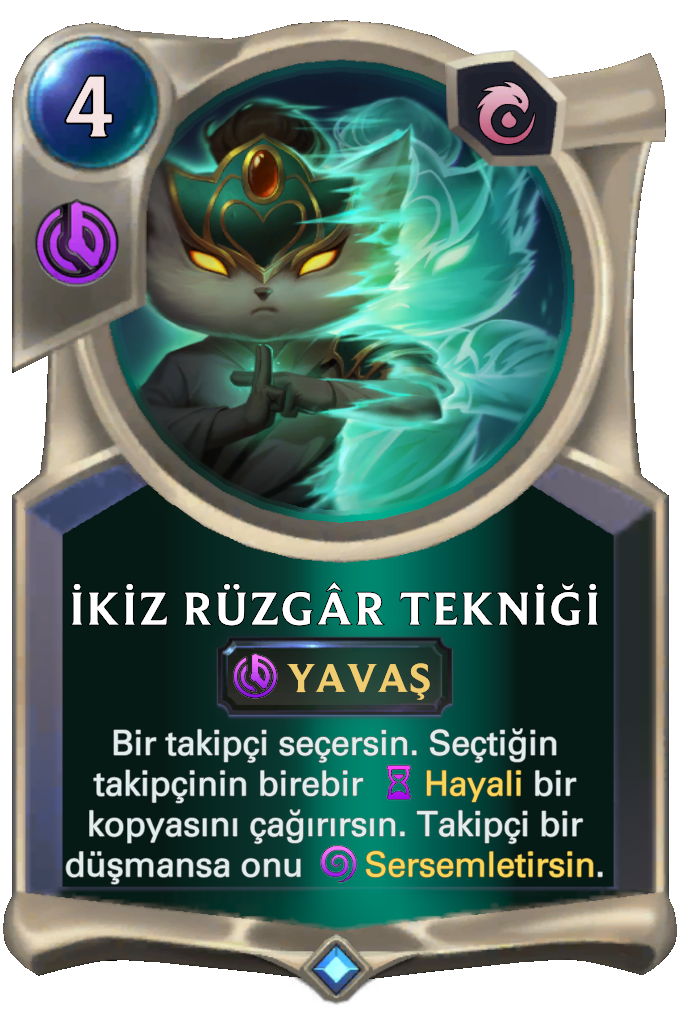 4
İKİZ RÜZGÂR TEKNİĞİ
YAVAŞ
Bir takipçi seçersin. Seçtiğin
takipçinin birebir Hayali bir
kopyasını çağırırsın. Takipçi bir
düşmansa onu Sersemletirsin.